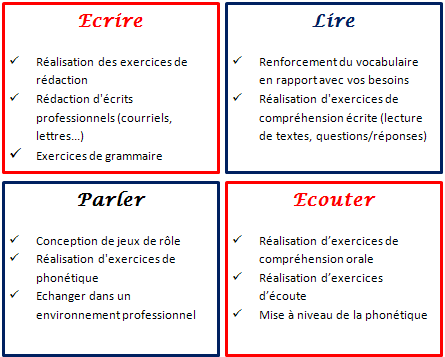 Ecrire
Réalisation des exercices de
rédaction
Rédaction d'écrits
professionnels (courriels,
lettres...)
Exercices de grammaire
Lire
Renforcement du vocabulaire
en rapport avec vos besoins
Réalisation d'exercices de
compréhension écrite (lecture
de textes, questions/réponses)
Parler
Conception de jeux de rôle
Réalisation d'exercices de
phonétique
Echanger dans un
environnement professionnel
Ecouter
Réalisation d’exercices de
compréhension orale
Réalisation d’exercices
d’écoute
Mise à niveau de la phonétique